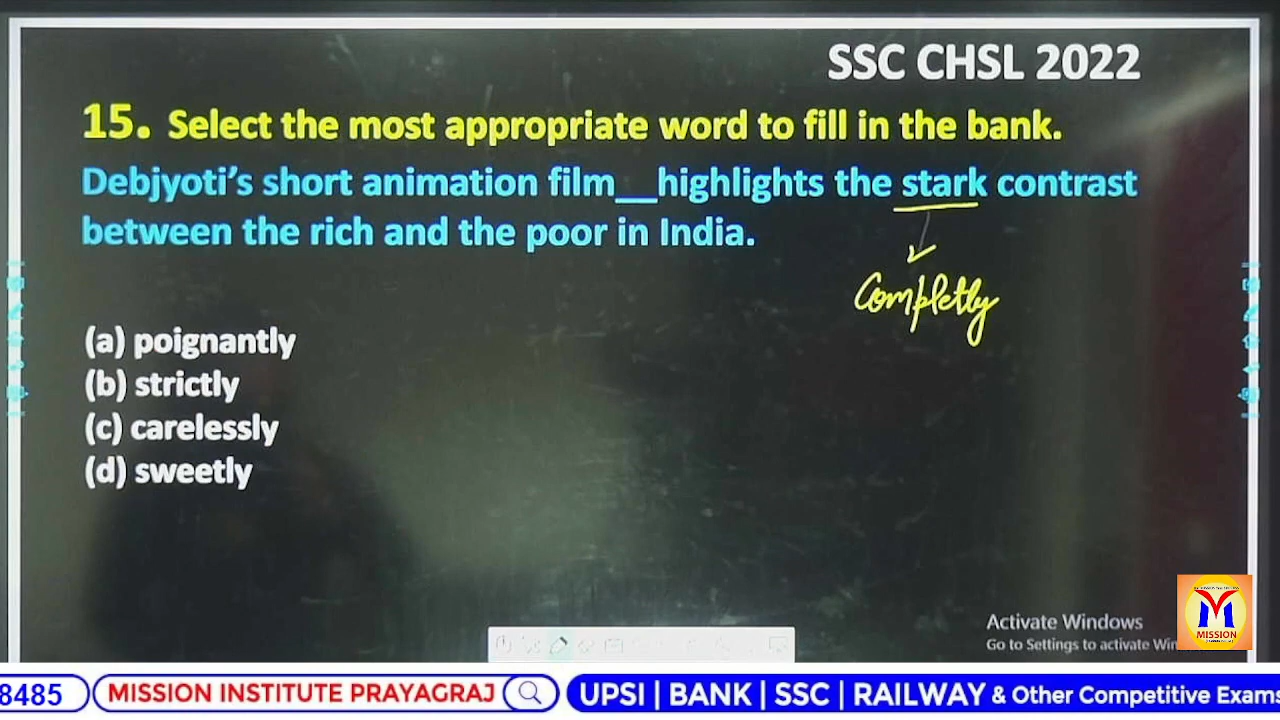 SSC CHSL 2022
15. Select the most appropriate word to fill in the bank.
Debjyoti's short animation film__highlights the stark contrast
between the rich and the poor in India.
Completly
(a) poignantly
(b) strictly
(c) carelessly
(d) sweetly
Activate Windows
Go to Settings to activate Win
MISSION
8485
MISSION INSTITUTE PRAYAGRAJ
UPSI | BANK | SSC | RAILWAY & Other Competitive Exams